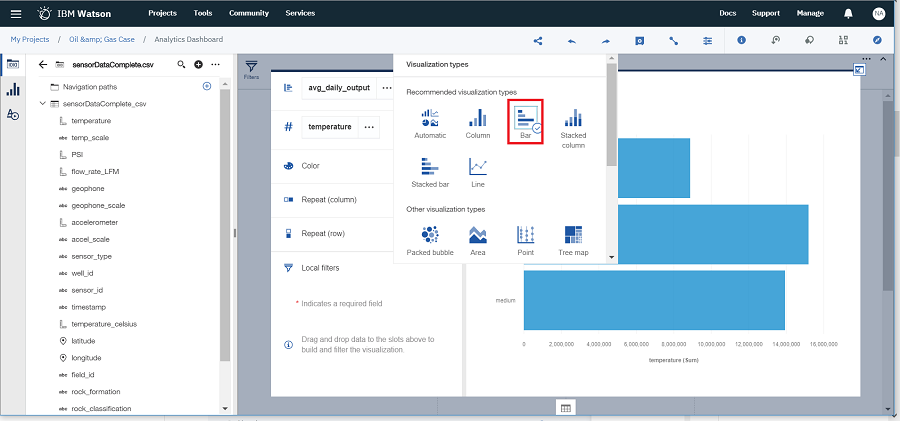 IBM Watson Projects Tools Community Services Docs Support Manage NA
My Projects / Oil &amp; Gas Case / Analytics Dashboard
sensorDataComplete.csv
Navigation paths
sensorDataComplete_csv
temperature
abc temp_scale
PSI
flow_rate_LFM
abc geophone
abc geophone_scale
accelerometer
abc accel_scale
abc sensor_type
abc well_id
abc sensor_id
abc timestamp
temperature_celsius
latitude
longitude
abc field_id
abc rock_formation
abc rock_classification
Filters
avg_daily_output
temperature
Color
Repeat (column)
Repeat (row)
Local filters
* Indicates a required field
Drag and drop data to the slots above to
build and filter the visualization.
Visualization types
Recommended visualization types
Automatic Column Bar Stacked
column
Stacked bar Line
Other visualization types
Packed bubble Area Point Tree map
medium
0 2,000,000 4,000,000 6,000,000 8,000,000 10,000,000 12,000,000 14,000,000 16,000,000
temperature (Sum)